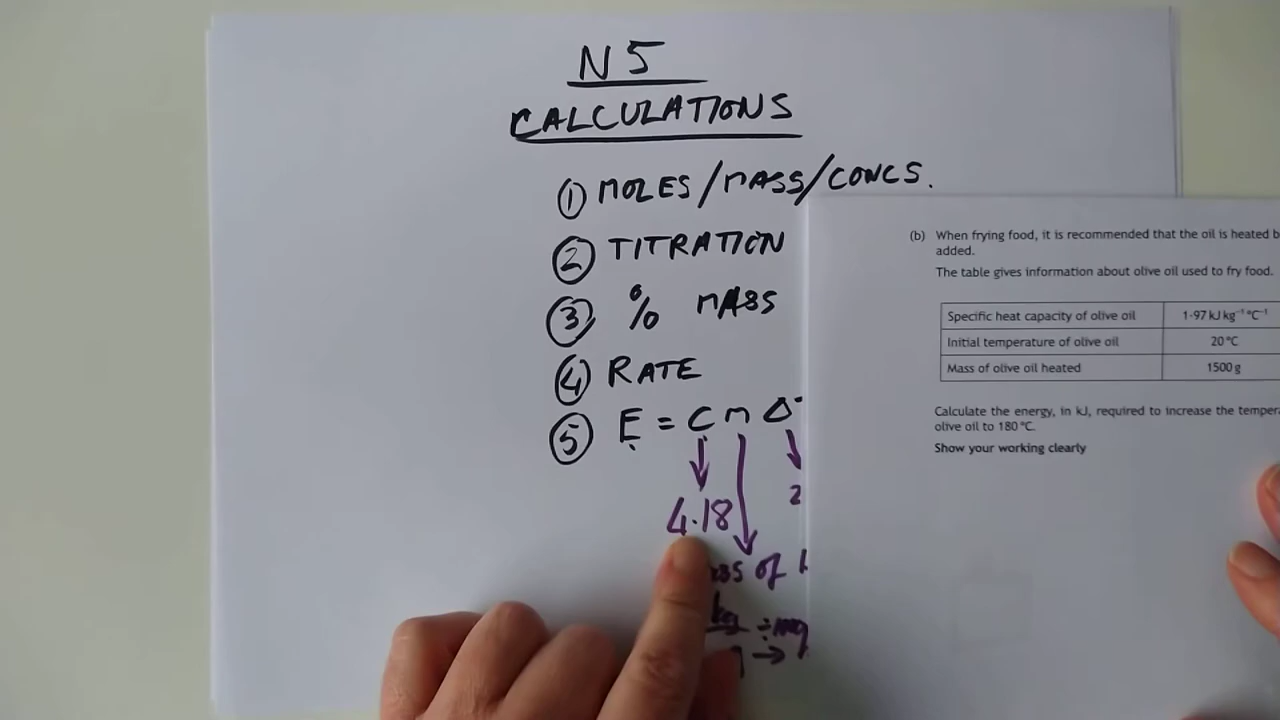 N5
CALCULATIONS
① MOLES/MASS/CONCS.
② TITRATION
③ % MASS
④ RATE
⑤ E = C m Δ
4.18
2
of
kg ÷
→
(b) When frying food, it is recommended that the oil is heated
added.
The table gives information about olive oil used to fry food.
Specific heat capacity of olive oil 1·97 kJ kg⁻¹ °C⁻¹
Initial temperature of olive oil 20 °C
Mass of olive oil heated 1500 g
Calculate the energy, in kJ, required to increase the
olive oil to 180 °C.
Show your working clearly